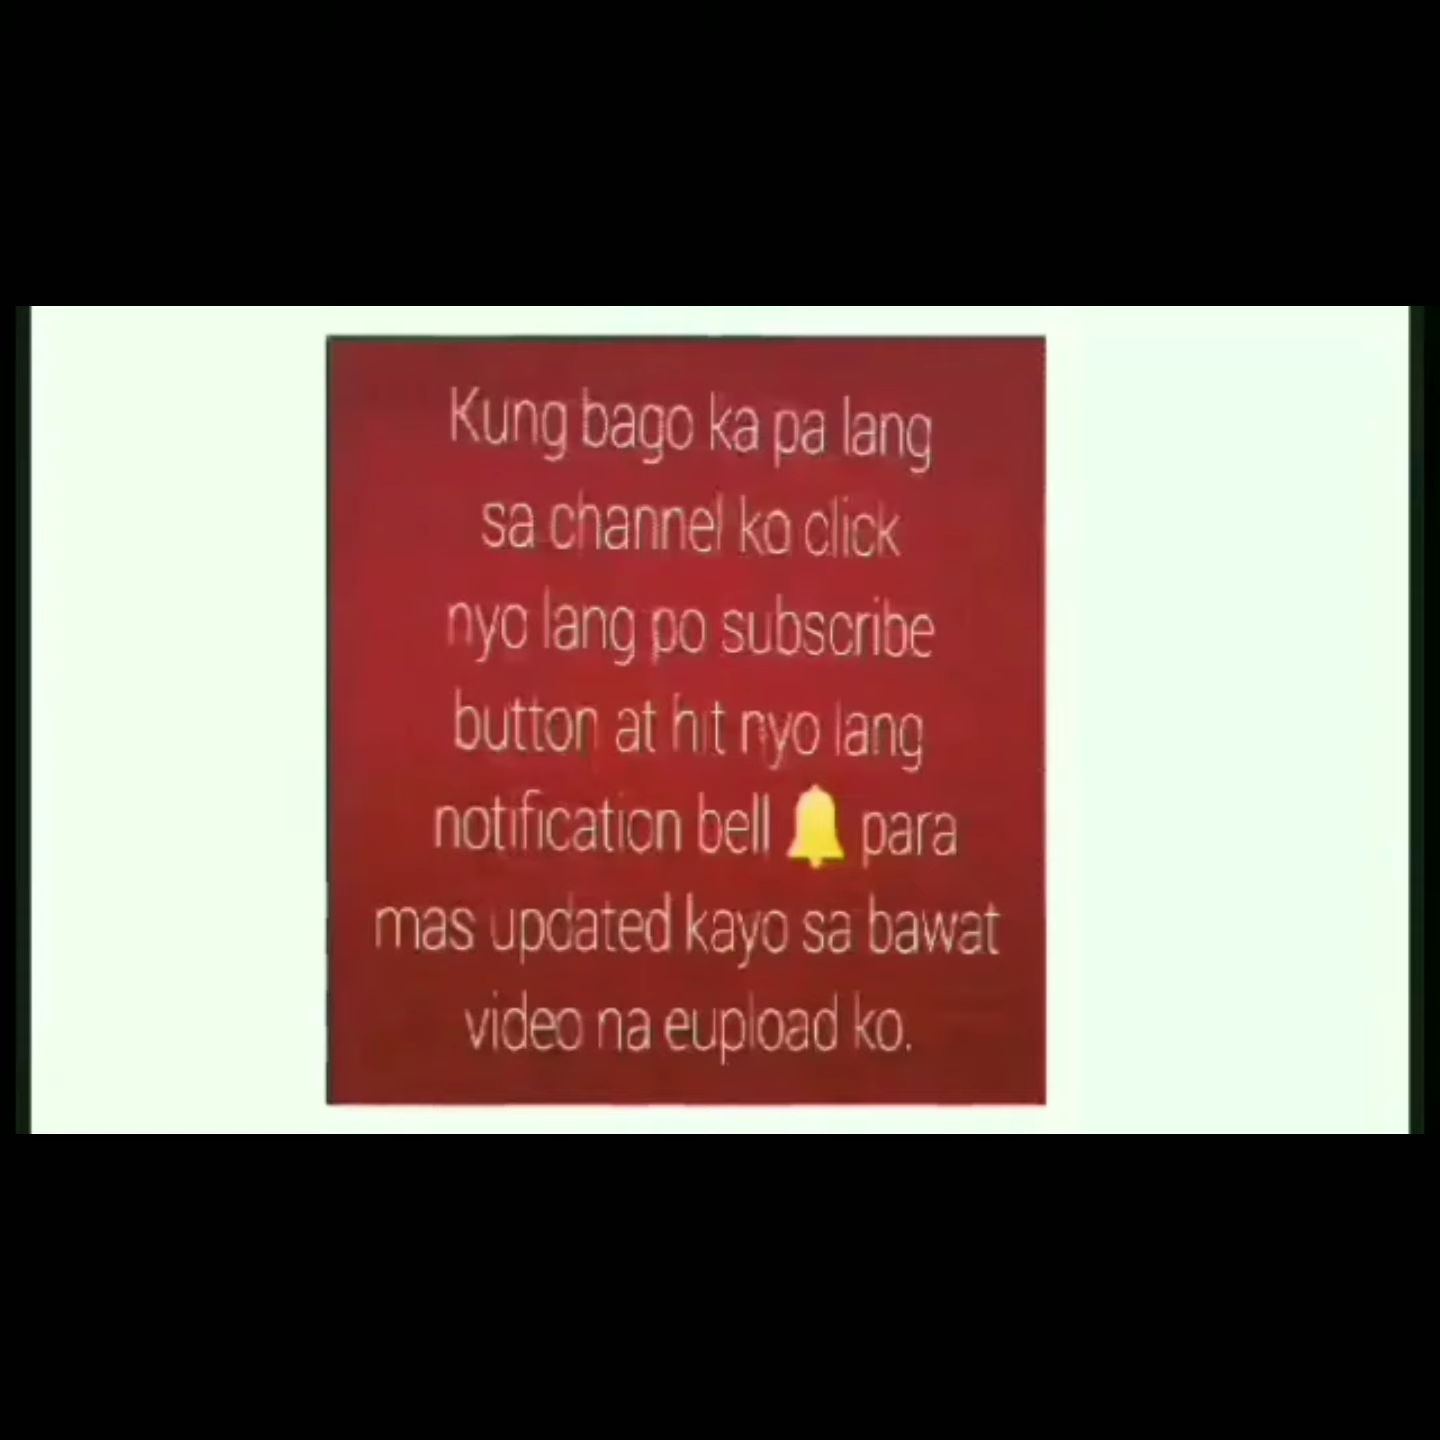 Kung bago ka pa lang
sa channel ko click
nyo lang po subscribe
button at hit nyo lang
notification bell 🔔 para
mas updated kayo sa bawat
video na eupload ko.